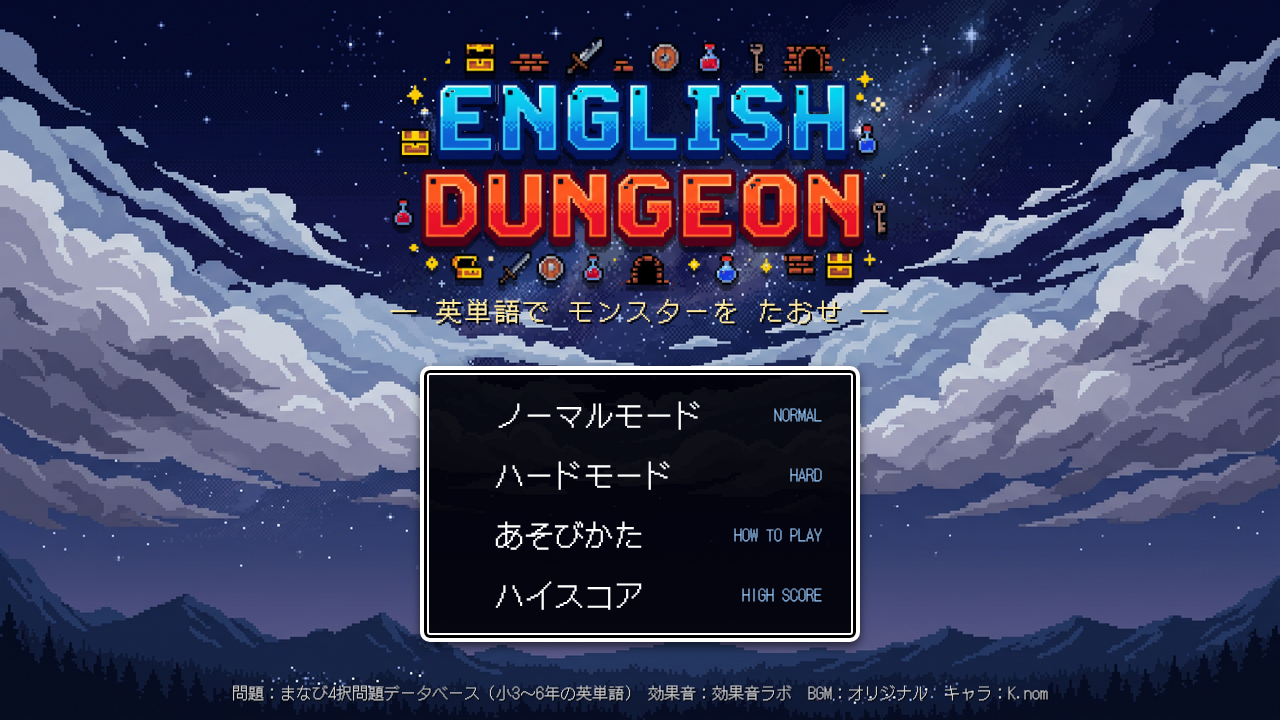 ENGLISH
DUNGEON
― 英単語で モンスターを たおせ ―
ノーマルモード NORMAL
ハードモード HARD
あそびかた HOW TO PLAY
ハイスコア HIGH SCORE
問題：まなび4択問題データベース（小3〜6年の英単語） 効果音：効果音ラボ BGM：オリジナル キャラ：K.nom